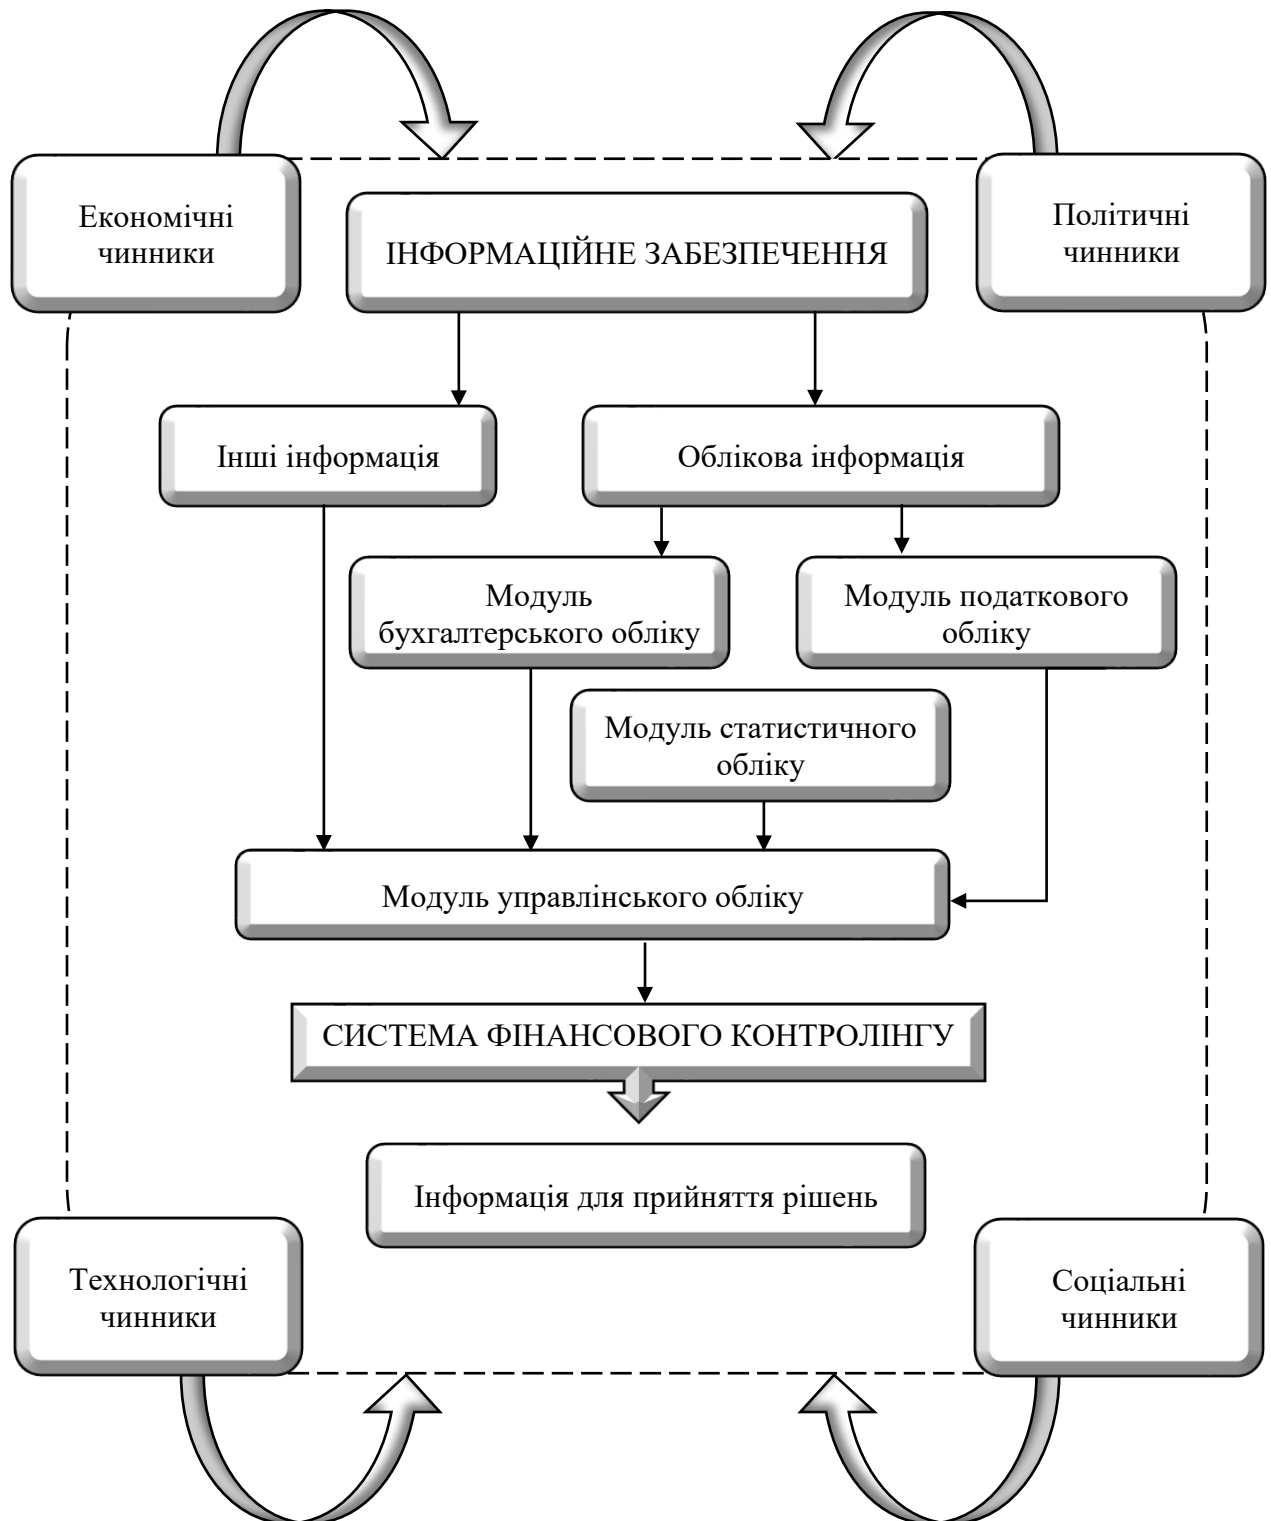 Економічні
чинники
Політичні
чинники
ІНФОРМАЦІЙНЕ ЗАБЕЗПЕЧЕННЯ
Інші інформація
Облікова інформація
Модуль
бухгалтерського обліку
Модуль податкового
обліку
Модуль статистичного
обліку
Модуль управлінського обліку
СИСТЕМА ФІНАНСОВОГО КОНТРОЛІНГУ
Інформація для прийняття рішень
Технологічні
чинники
Соціальні
чинники